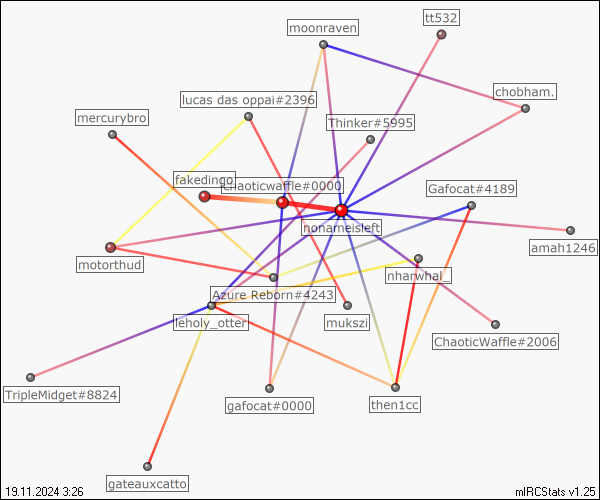 tt532
moonraven
chobham.
lucas das oppai#2396
mercurybro
Thinker#5995
fakedingo
Chaoticwaffle#0000
Gafocat#4189
nonameisleft
amah1246
motorthud
nharwhal_
Azure Reborn#4243
leholy_otter
mukszi
ChaoticWaffle#2006
TripleMidget#8824
gafocat#0000
then1cc
gateauxcatto
19.11.2024 3:26
mIRCStats v1.25